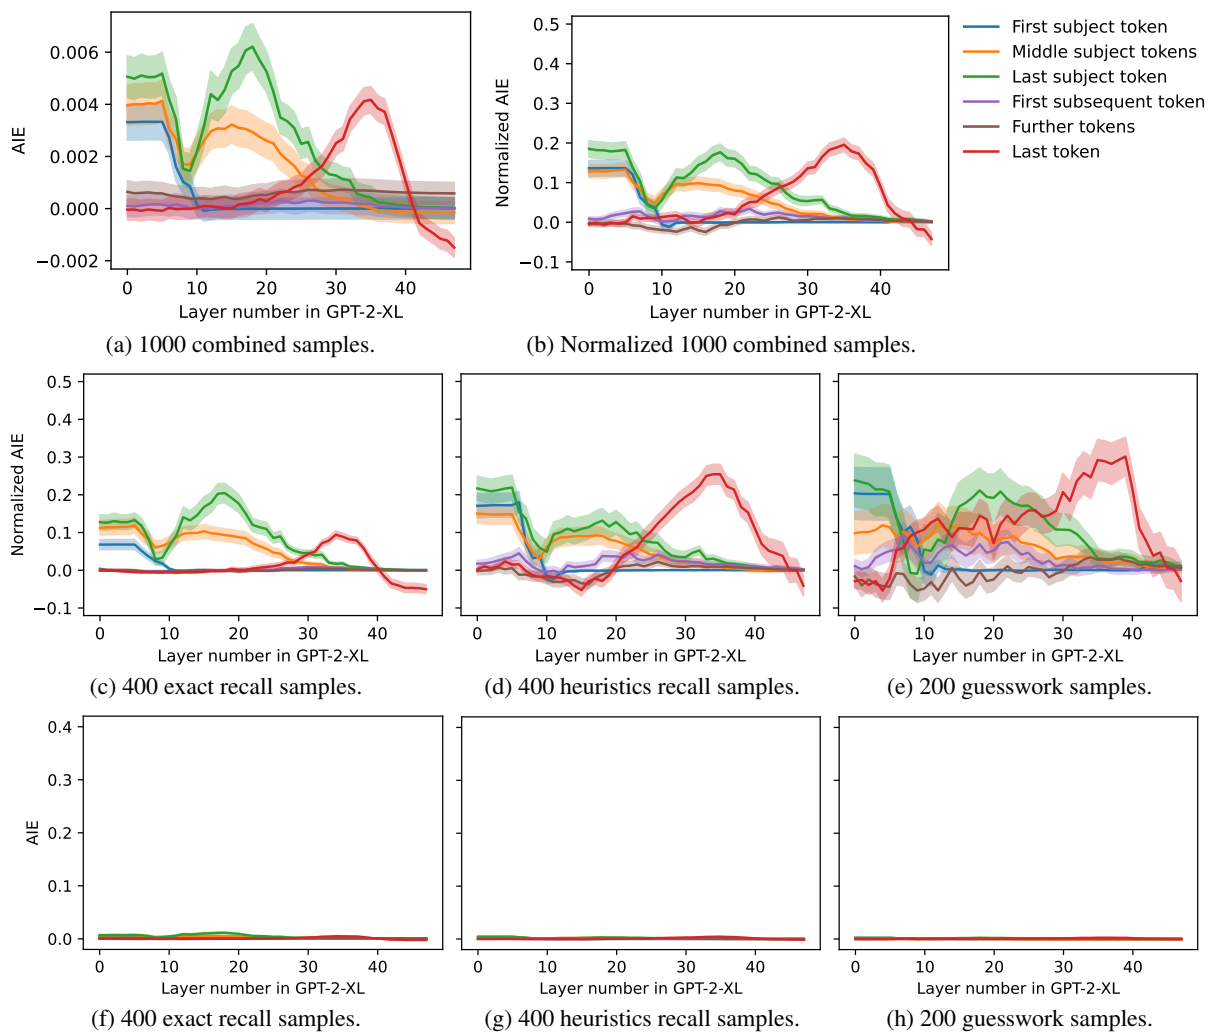 0.006
0.004
0.002
0.000
−0.002
AIE
0 10 20 30 40
Layer number in GPT-2-XL
(a) 1000 combined samples.
0.5
0.4
0.3
0.2
0.1
0.0
−0.1
Normalized AIE
0 10 20 30 40
Layer number in GPT-2-XL
(b) Normalized 1000 combined samples.
First subject token
Middle subject tokens
Last subject token
First subsequent token
Further tokens
Last token
0.5
0.4
0.3
0.2
0.1
0.0
−0.1
Normalized AIE
0 10 20 30 40
Layer number in GPT-2-XL
(c) 400 exact recall samples.
0 10 20 30 40
Layer number in GPT-2-XL
(d) 400 heuristics recall samples.
0 10 20 30 40
Layer number in GPT-2-XL
(e) 200 guesswork samples.
0.4
0.3
0.2
0.1
0.0
AIE
0 10 20 30 40
Layer number in GPT-2-XL
(f) 400 exact recall samples.
0 10 20 30 40
Layer number in GPT-2-XL
(g) 400 heuristics recall samples.
0 10 20 30 40
Layer number in GPT-2-XL
(h) 200 guesswork samples.